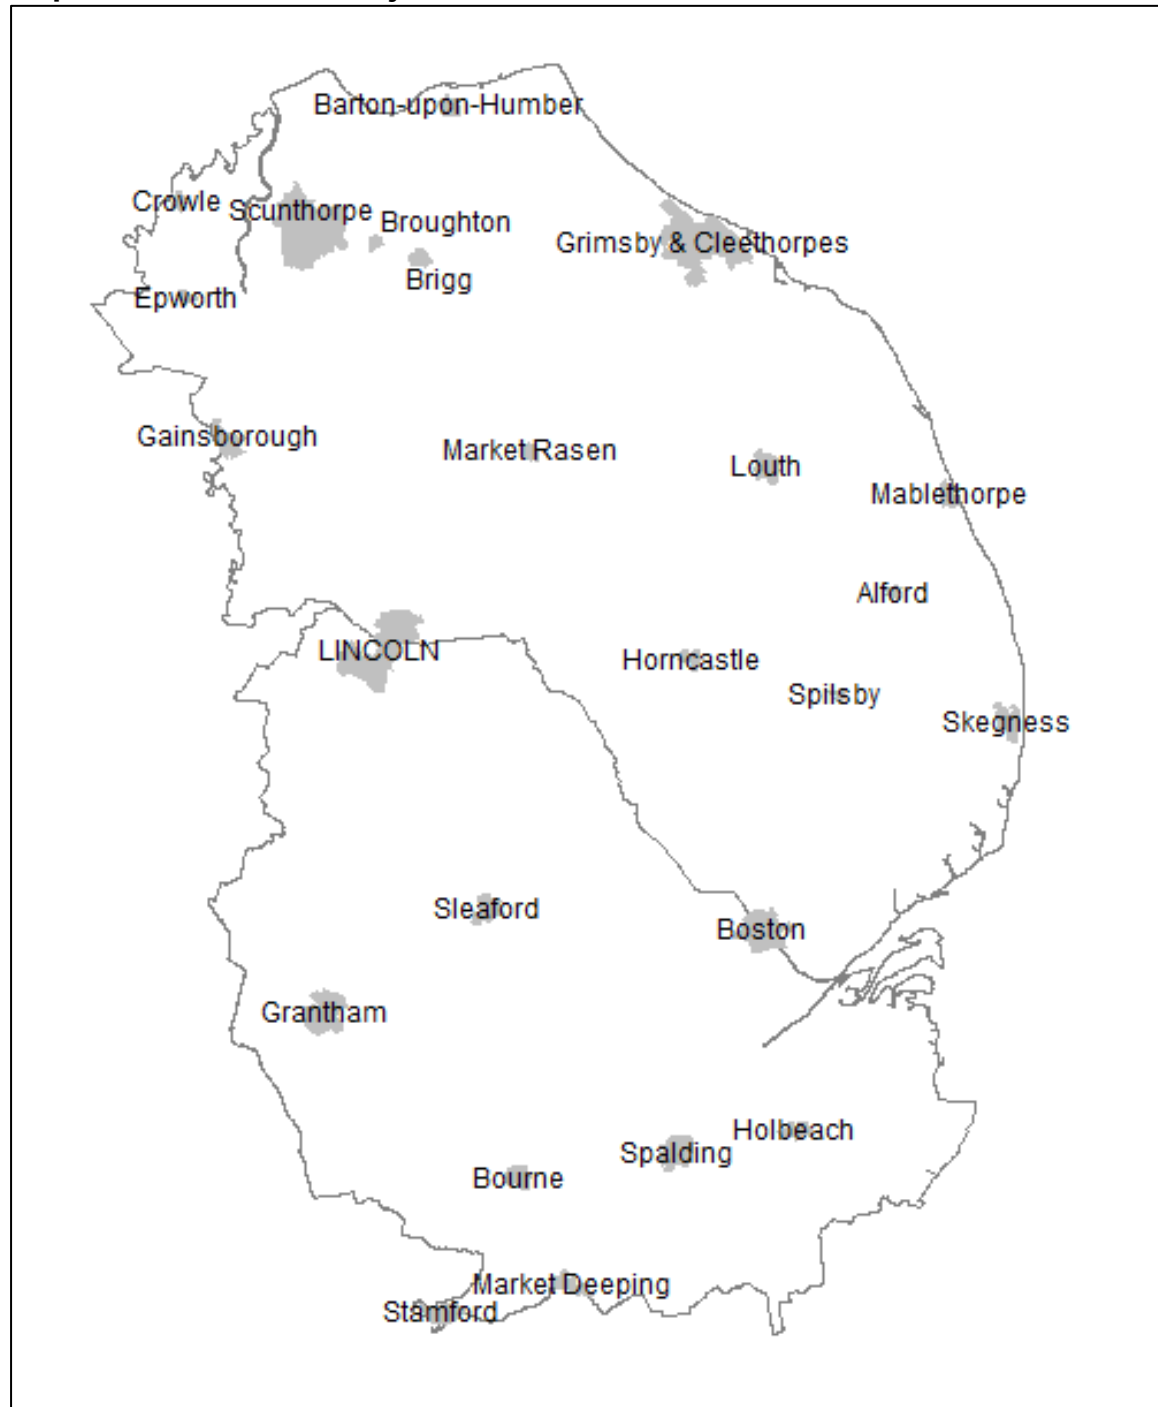 Barton-upon-Humber
Crowle
Scunthorpe
Broughton
Grimsby & Cleethorpes
Brigg
Epworth
Gainsborough
Market Rasen
Louth
Mablethorpe
Alford
LINCOLN
Horncastle
Spilsby
Skegness
Sleaford
Boston
Grantham
Holbeach
Spalding
Bourne
Market Deeping
Stamford